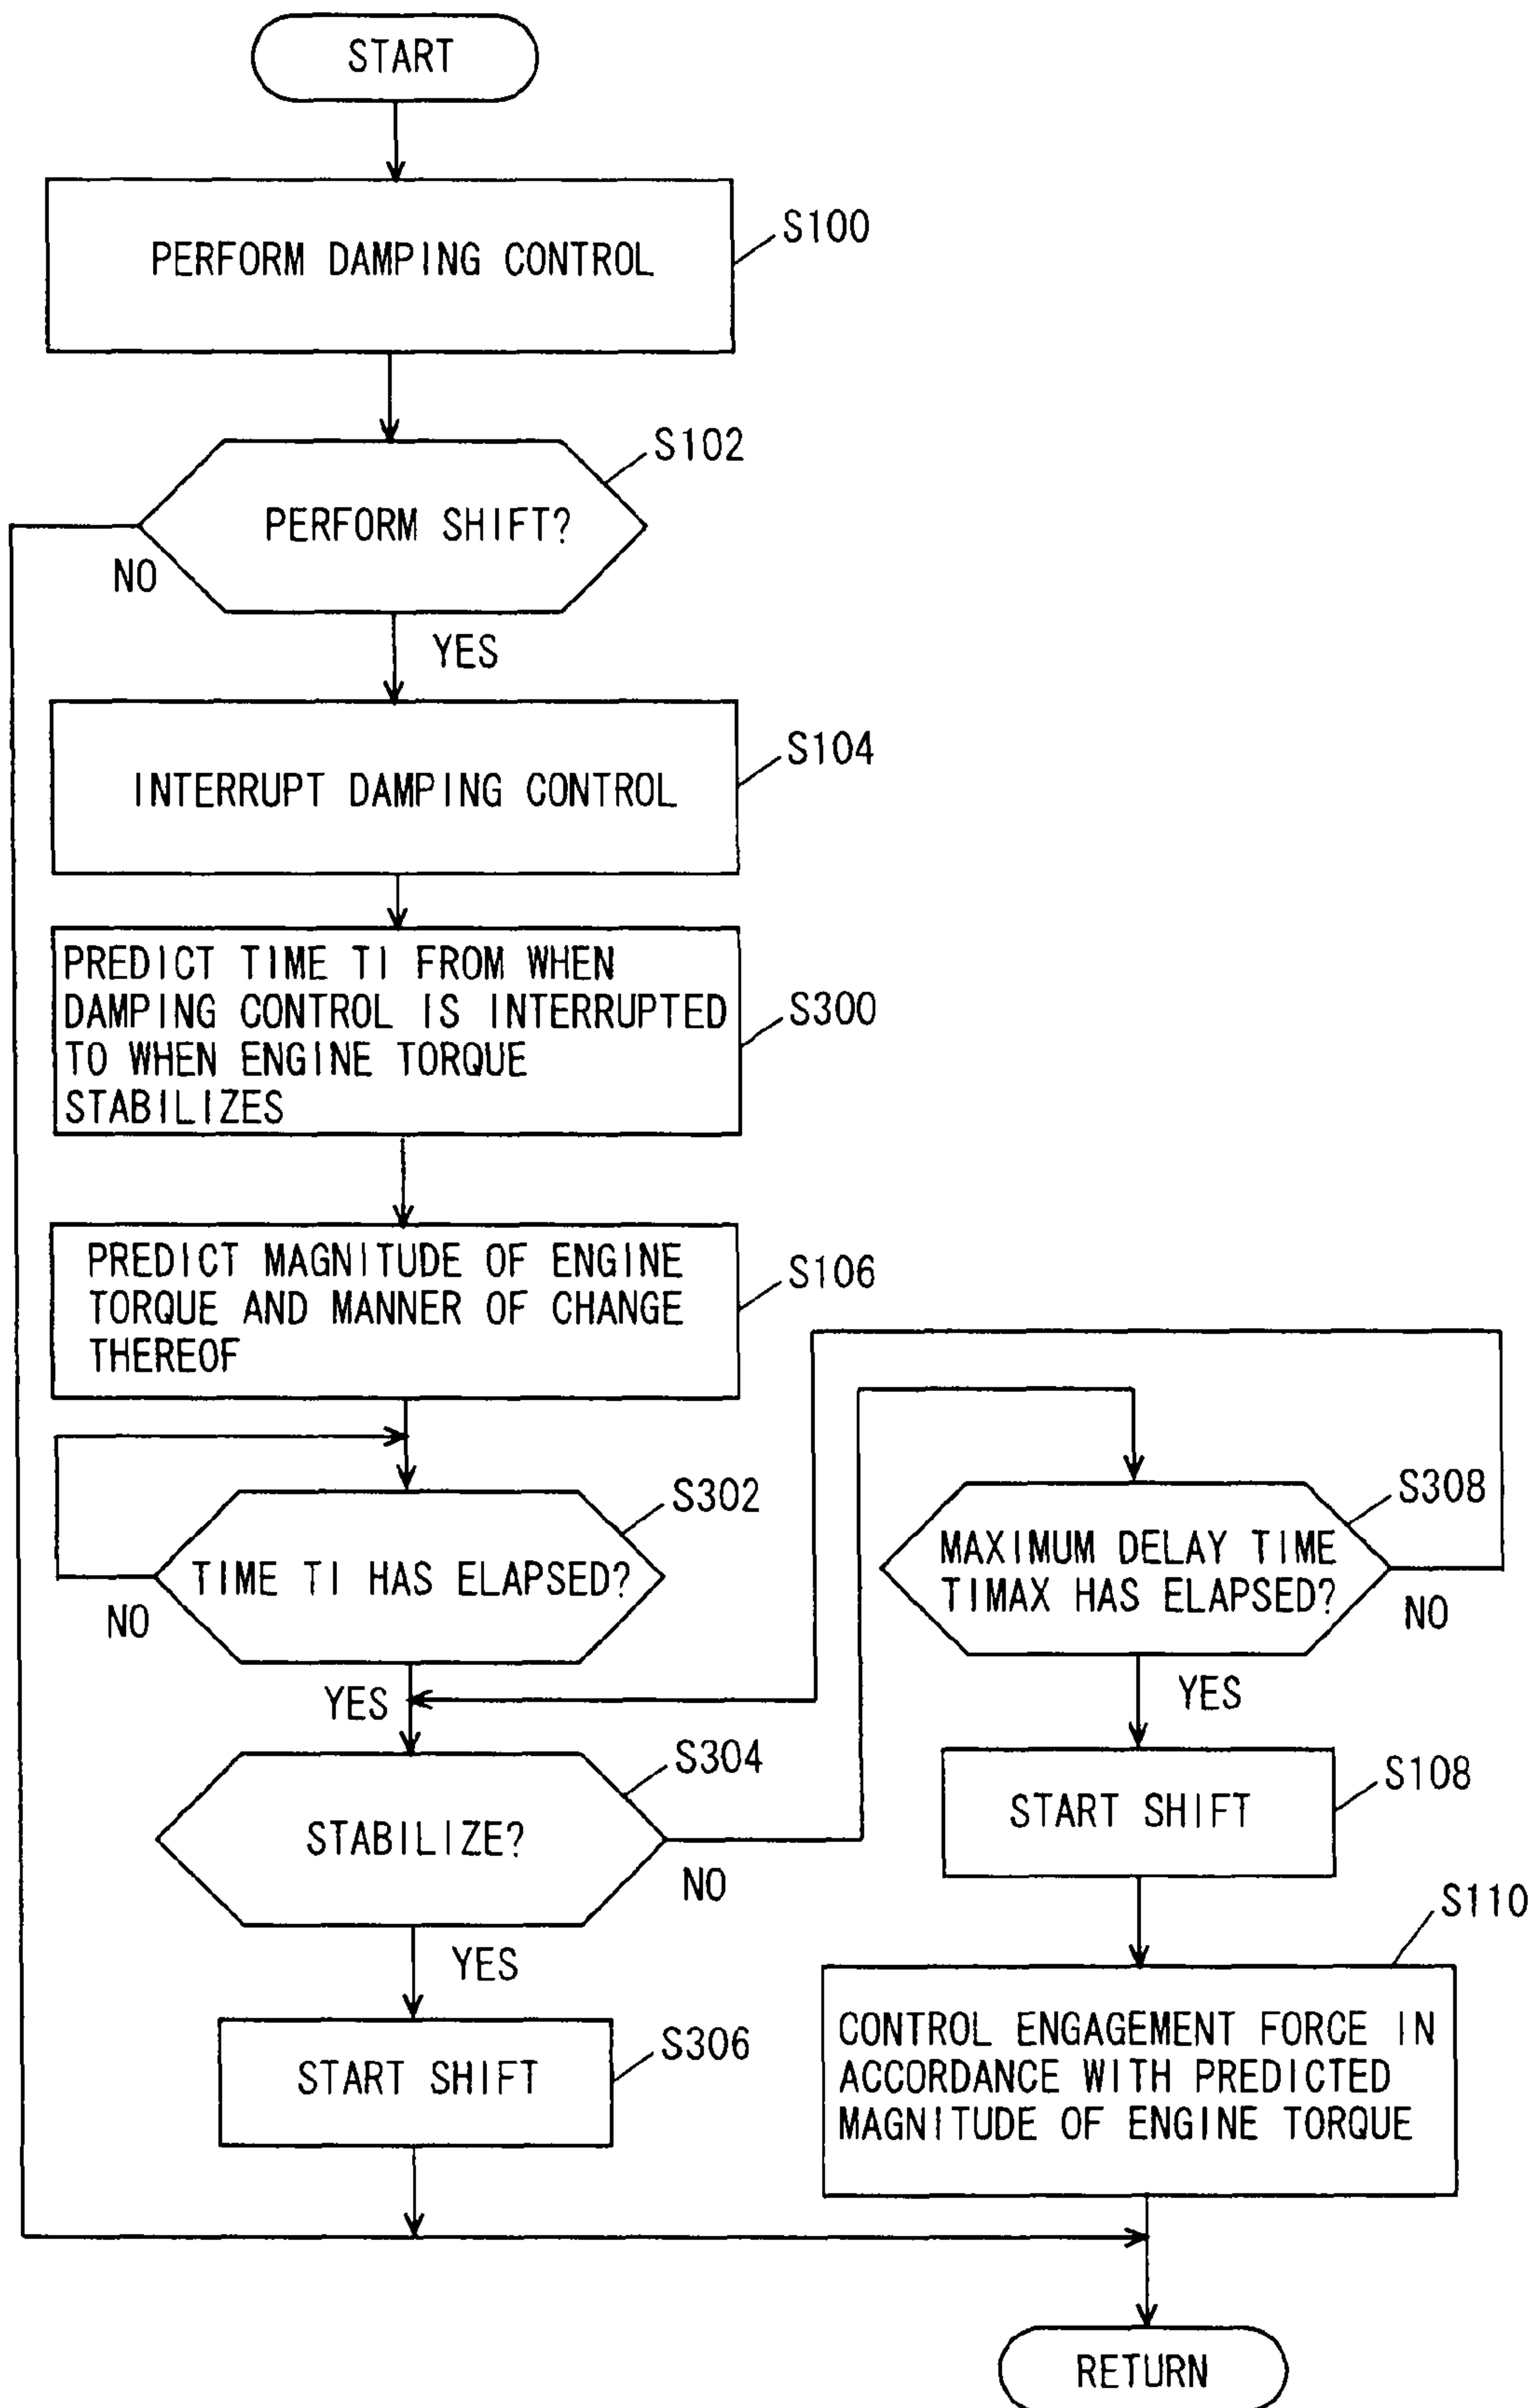 START
PERFORM DAMPING CONTROL
S100
PERFORM SHIFT?
S102
NO
YES
INTERRUPT DAMPING CONTROL
S104
PREDICT TIME TI FROM WHEN
DAMPING CONTROL IS INTERRUPTED
TO WHEN ENGINE TORQUE
STABILIZES
S300
PREDICT MAGNITUDE OF ENGINE
TORQUE AND MANNER OF CHANGE
THEREOF
S106
TIME TI HAS ELAPSED?
S302
NO
YES
STABILIZE?
S304
NO
YES
START SHIFT
S306
MAXIMUM DELAY TIME
TIMAX HAS ELAPSED?
S308
NO
YES
START SHIFT
S108
CONTROL ENGAGEMENT FORCE IN
ACCORDANCE WITH PREDICTED
MAGNITUDE OF ENGINE TORQUE
S110
RETURN